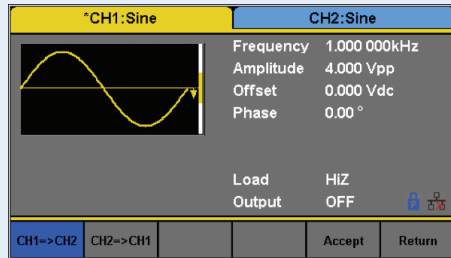 *CH1:Sine CH2:Sine
Frequency 1.000 000kHz
Amplitude 4.000 Vpp
Offset 0.000 Vdc
Phase 0.00 °
Load HiZ
Output OFF
P
CH1=>CH2 CH2=>CH1 Accept Return